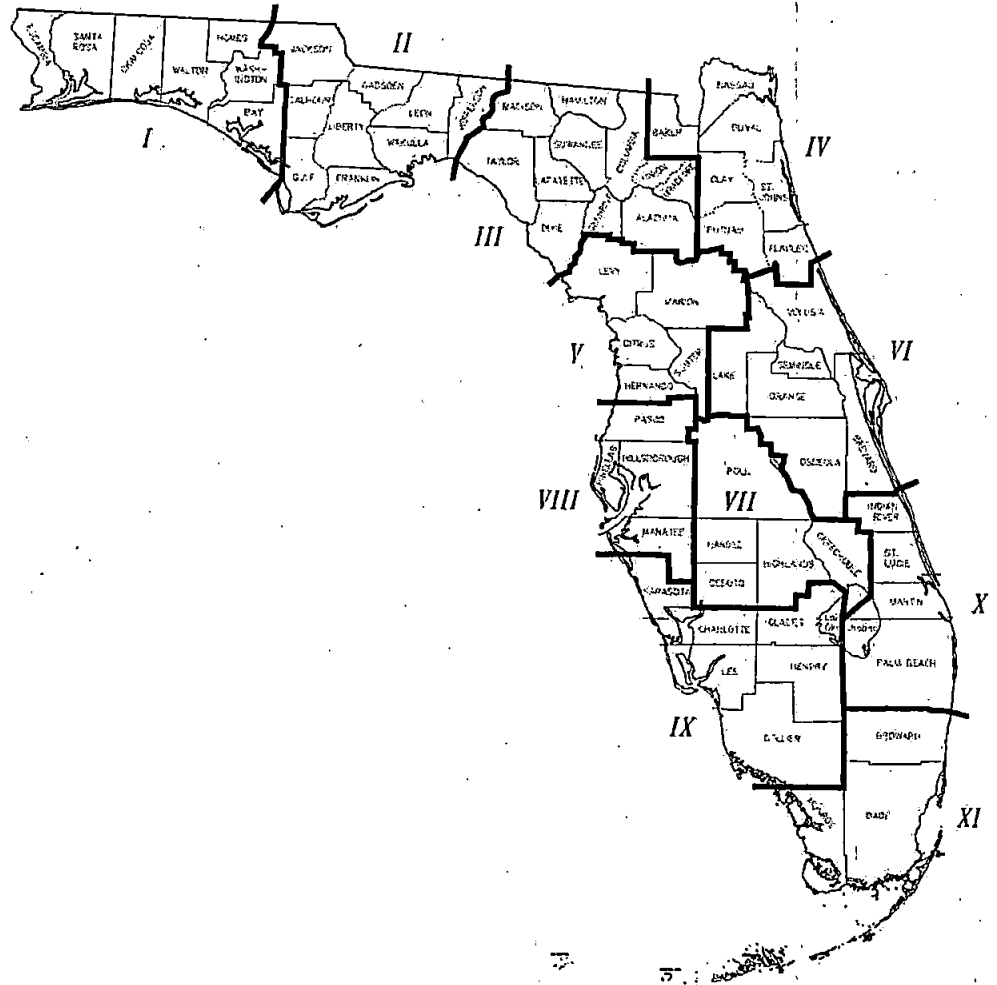 SANTA
ROSA
HOLMES
WALTON
WASH-
INGTON
BAY
I
II
JACKSON
GADSDEN
CALHOUN
LIBERTY
LEON
WAKULLA
GULF
FRANKLIN
MADISON
HAMILTON
TAYLOR
SUWANNEE
COLUMBIA
LAFAYETTE
DIXIE
UNION
ALACHUA
III
NASSAU
DUVAL
BAKER
CLAY
ST.
JOHNS
PUTNAM
FLAGLER
IV
LEVY
MARION
CITRUS
SUMTER
HERNANDO
V
VOLUSIA
LAKE
SEMINOLE
ORANGE
OSCEOLA
BREVARD
VI
PASCO
PINELLAS
HILLSBOROUGH
MANATEE
VIII
POLK
VII
HARDEE
HIGHLANDS
DESOTO
INDIAN
RIVER
ST.
LUCIE
MARTIN
PALM BEACH
X
SARASOTA
CHARLOTTE
GLADES
LEE
HENDRY
COLLIER
IX
BROWARD
DADE
XI